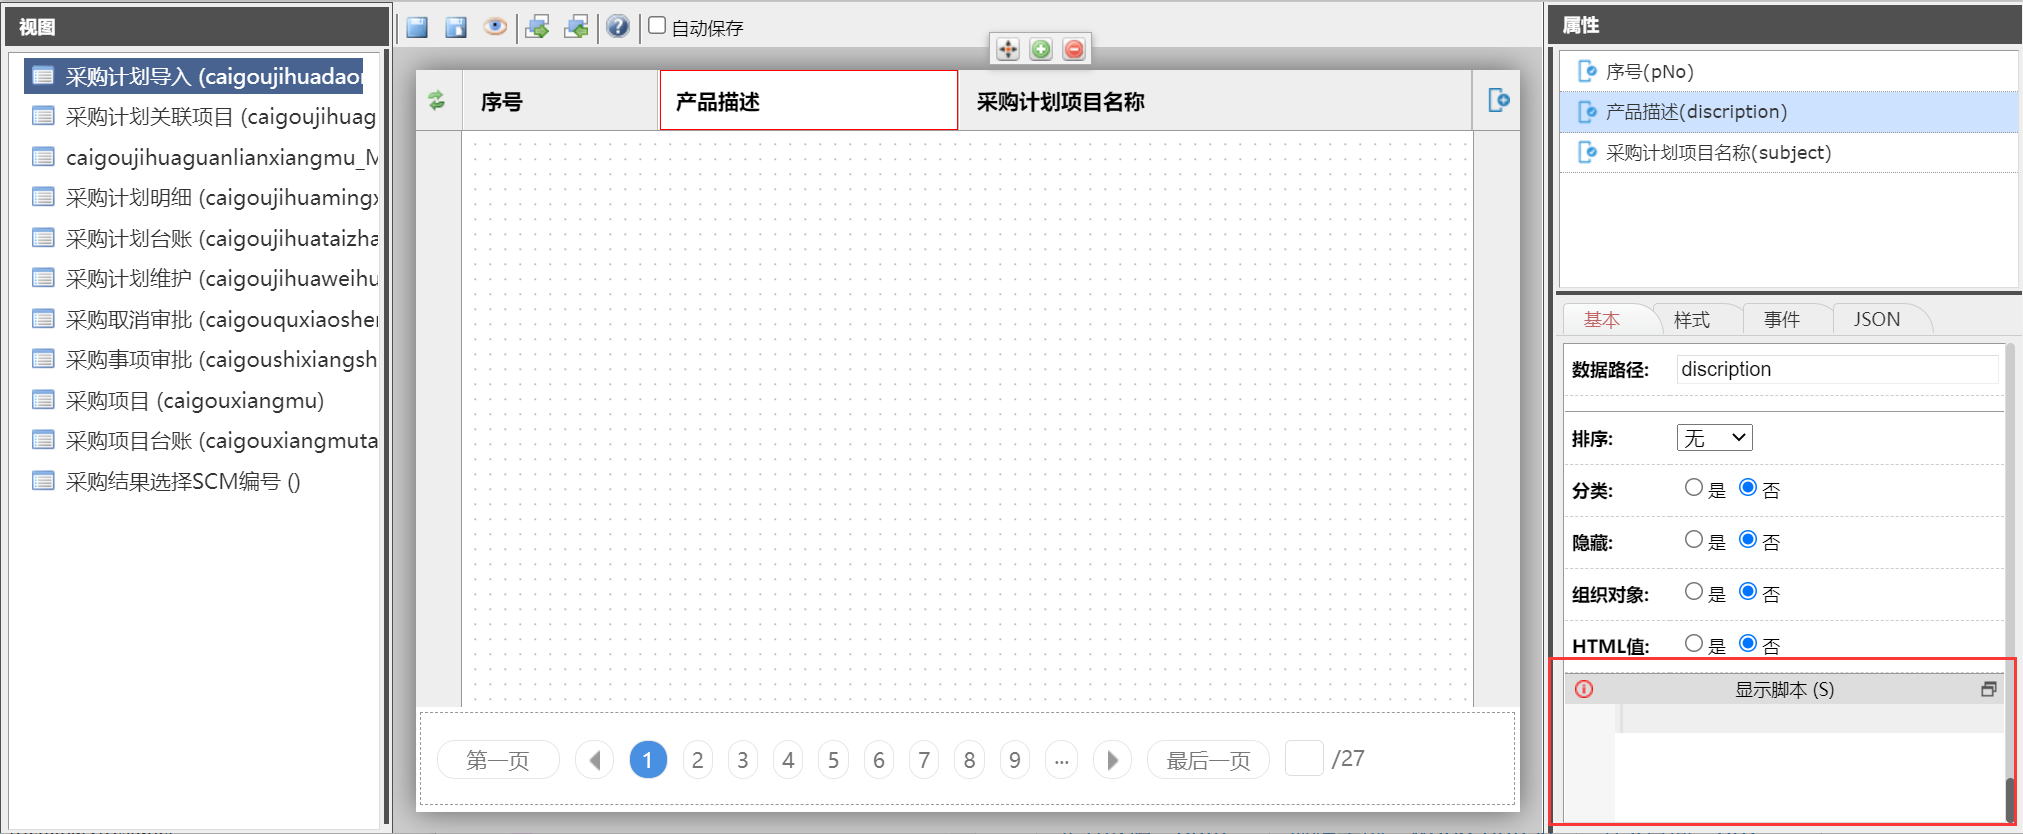 视图
采购计划导入 (caigoujihuadaor
采购计划关联项目 (caigoujihuag
caigoujihuaguanlianxiangmu_M
采购计划明细 (caigoujihuamingx
采购计划台账 (caigoujihuataizha
采购计划维护 (caigoujihuaweihu
采购取消审批 (caigouquxiaoshen
采购事项审批 (caigoushixiangsh
采购项目 (caigouxiangmu)
采购项目台账 (caigouxiangmuta
采购结果选择SCM编号 ()
自动保存
序号 产品描述 采购计划项目名称
第一页 1 2 3 4 5 6 7 8 9 ... 最后一页 /27
属性
序号(pNo)
产品描述(discription)
采购计划项目名称(subject)
基本 样式 事件 JSON
数据路径: discription
排序: 无
分类: 是 否
隐藏: 是 否
组织对象: 是 否
HTML值: 是 否
显示脚本 (S)